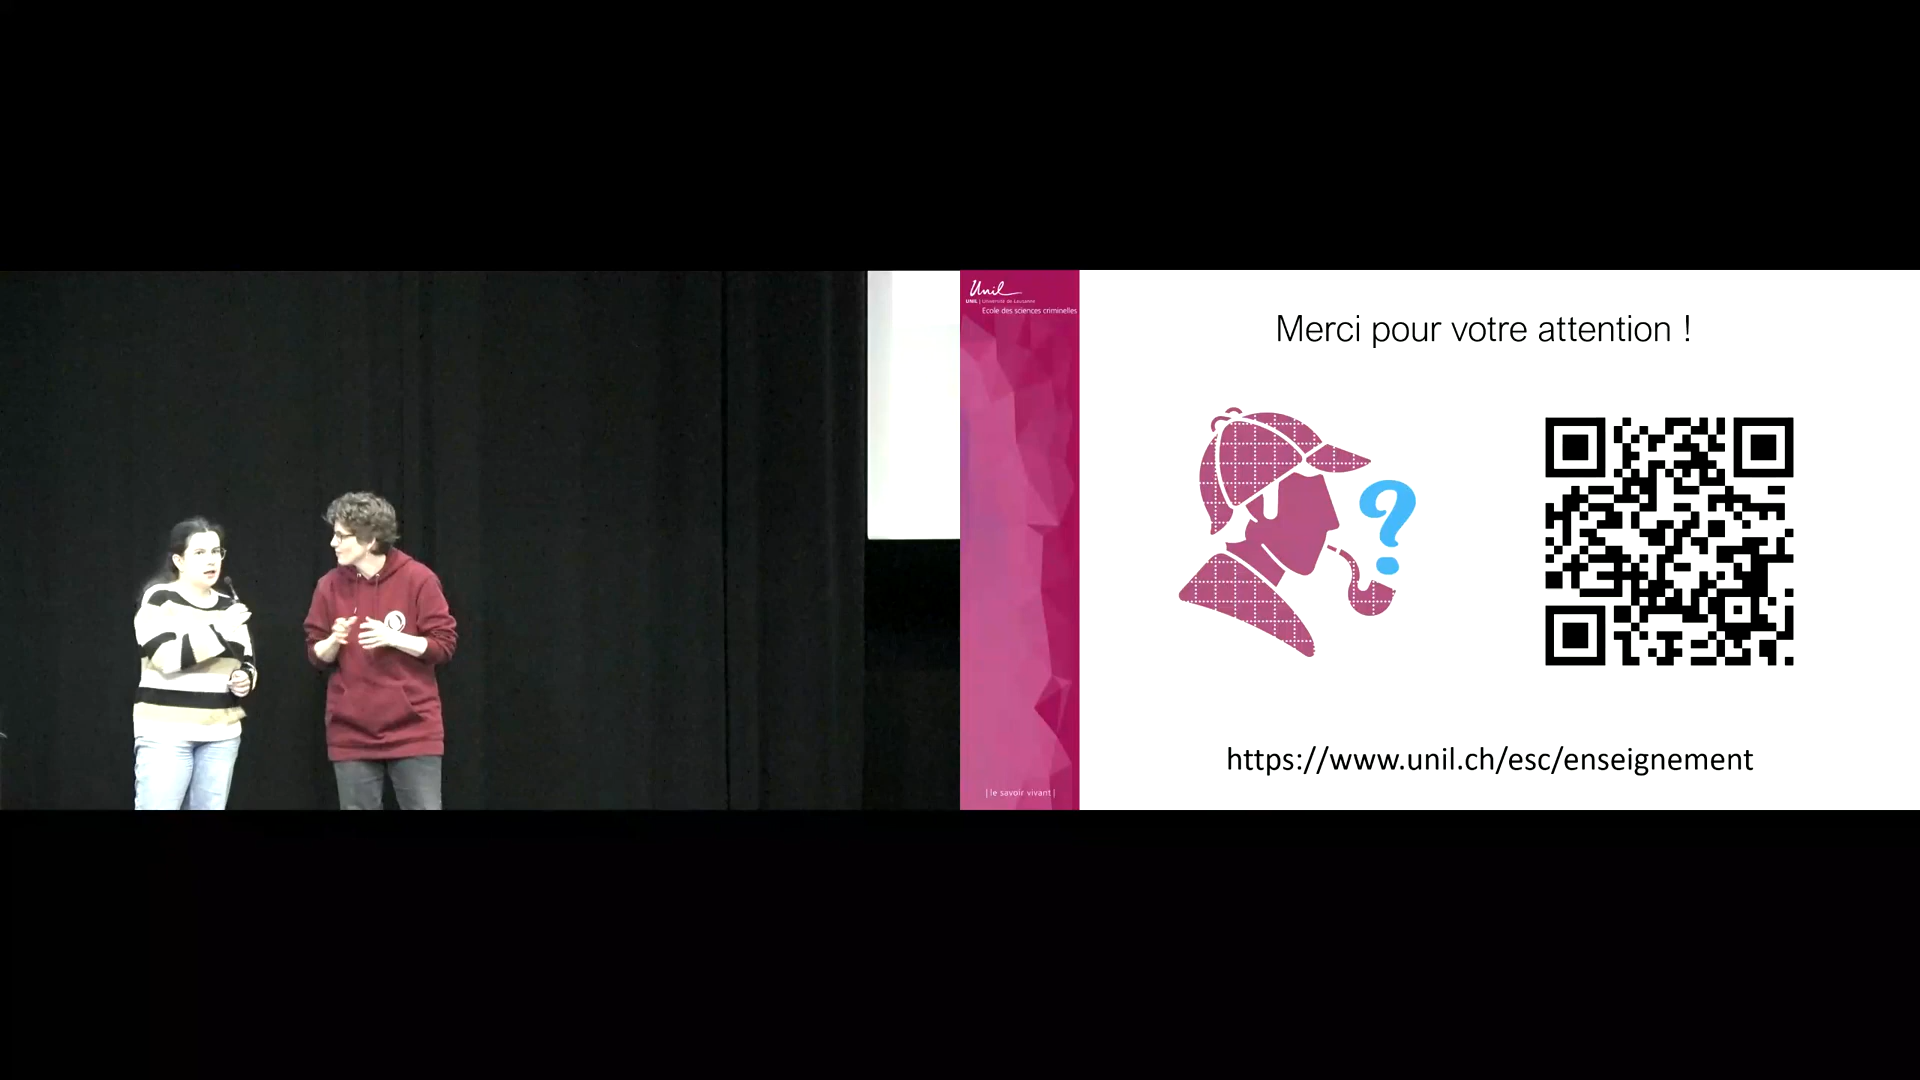 Unil
UNIL | Université de Lausanne
Ecole des sciences criminelles
Merci pour votre attention !
?
https://www.unil.ch/esc/enseignement
| le savoir vivant |